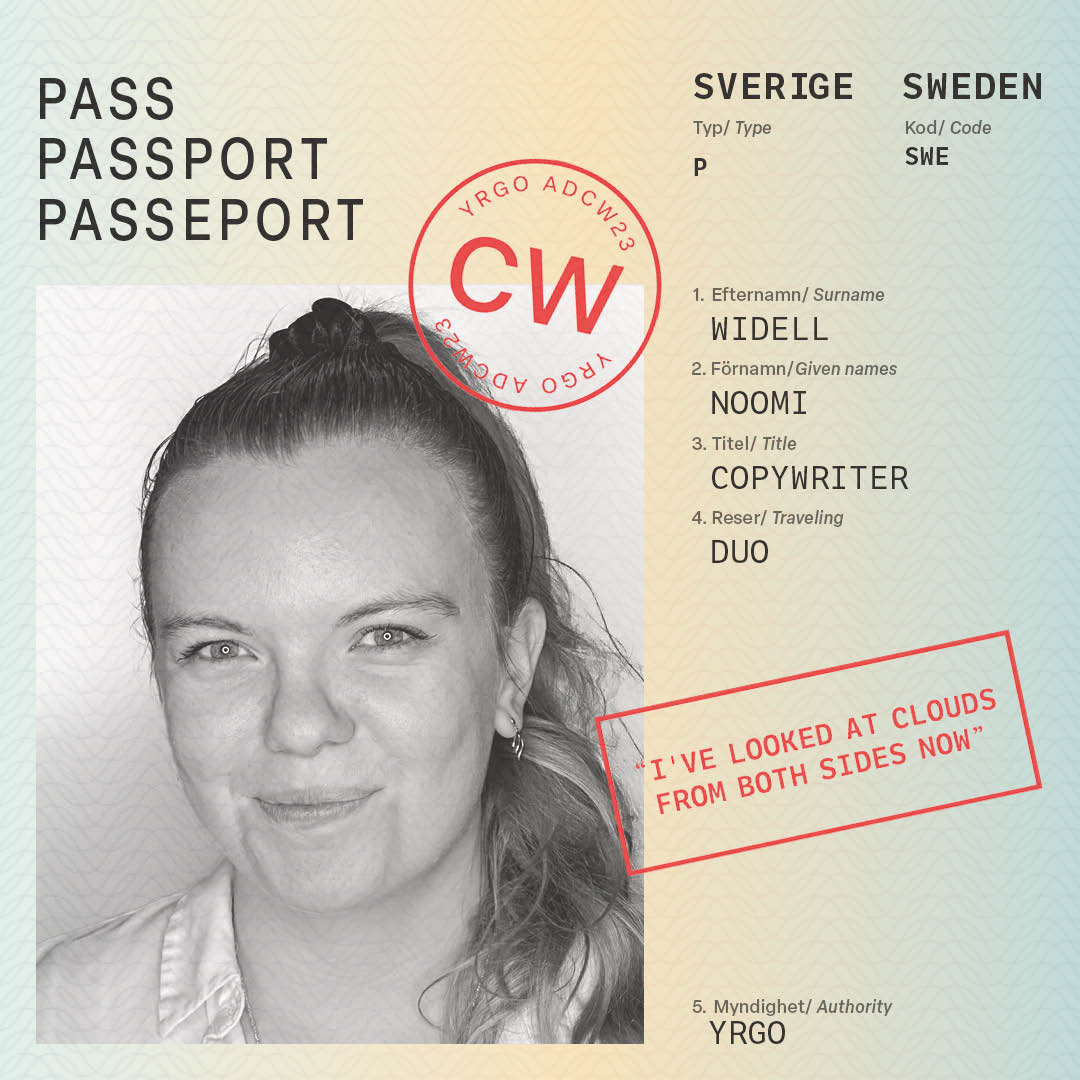 PASS
PASSPORT
PASSEPORT
SVERIGE SWEDEN
Typ/ Type Kod/ Code
P SWE
YRGO ADCW23
CW
YRGO ADCW23
1. Efternamn/ Surname
WIDELL
2. Förnamn/Given names
NOOMI
3. Titel/ Title
COPYWRITER
4. Reser/ Traveling
DUO
“I'VE LOOKED AT CLOUDS
FROM BOTH SIDES NOW”
5. Myndighet/ Authority
YRGO